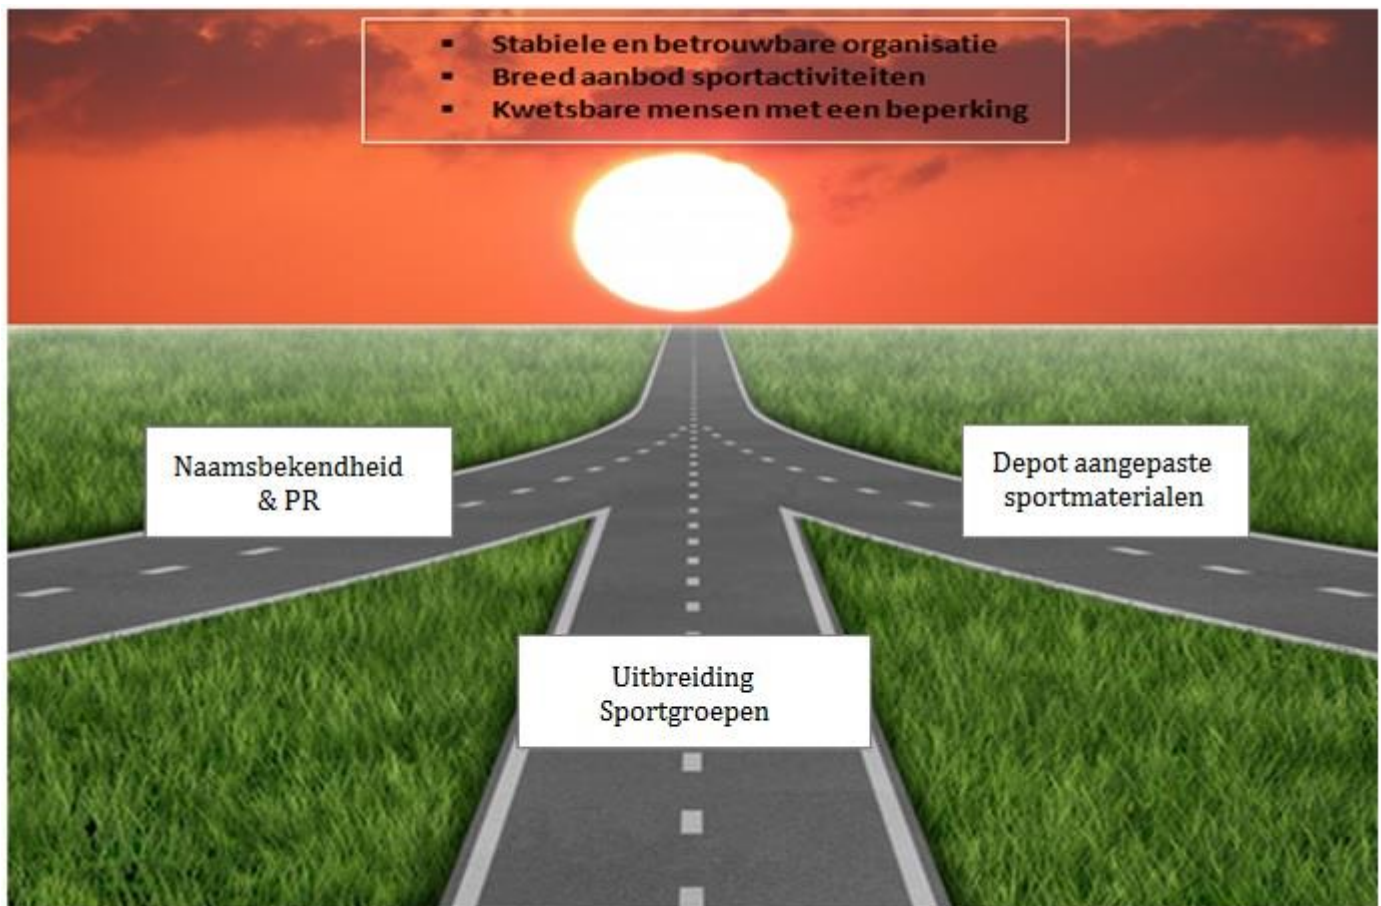 ▪ Stabiele en betrouwbare organisatie
▪ Breed aanbod sportactiviteiten
▪ Kwetsbare mensen met een beperking
Naamsbekendheid
& PR
Depot aangepaste
sportmaterialen
Uitbreiding
Sportgroepen